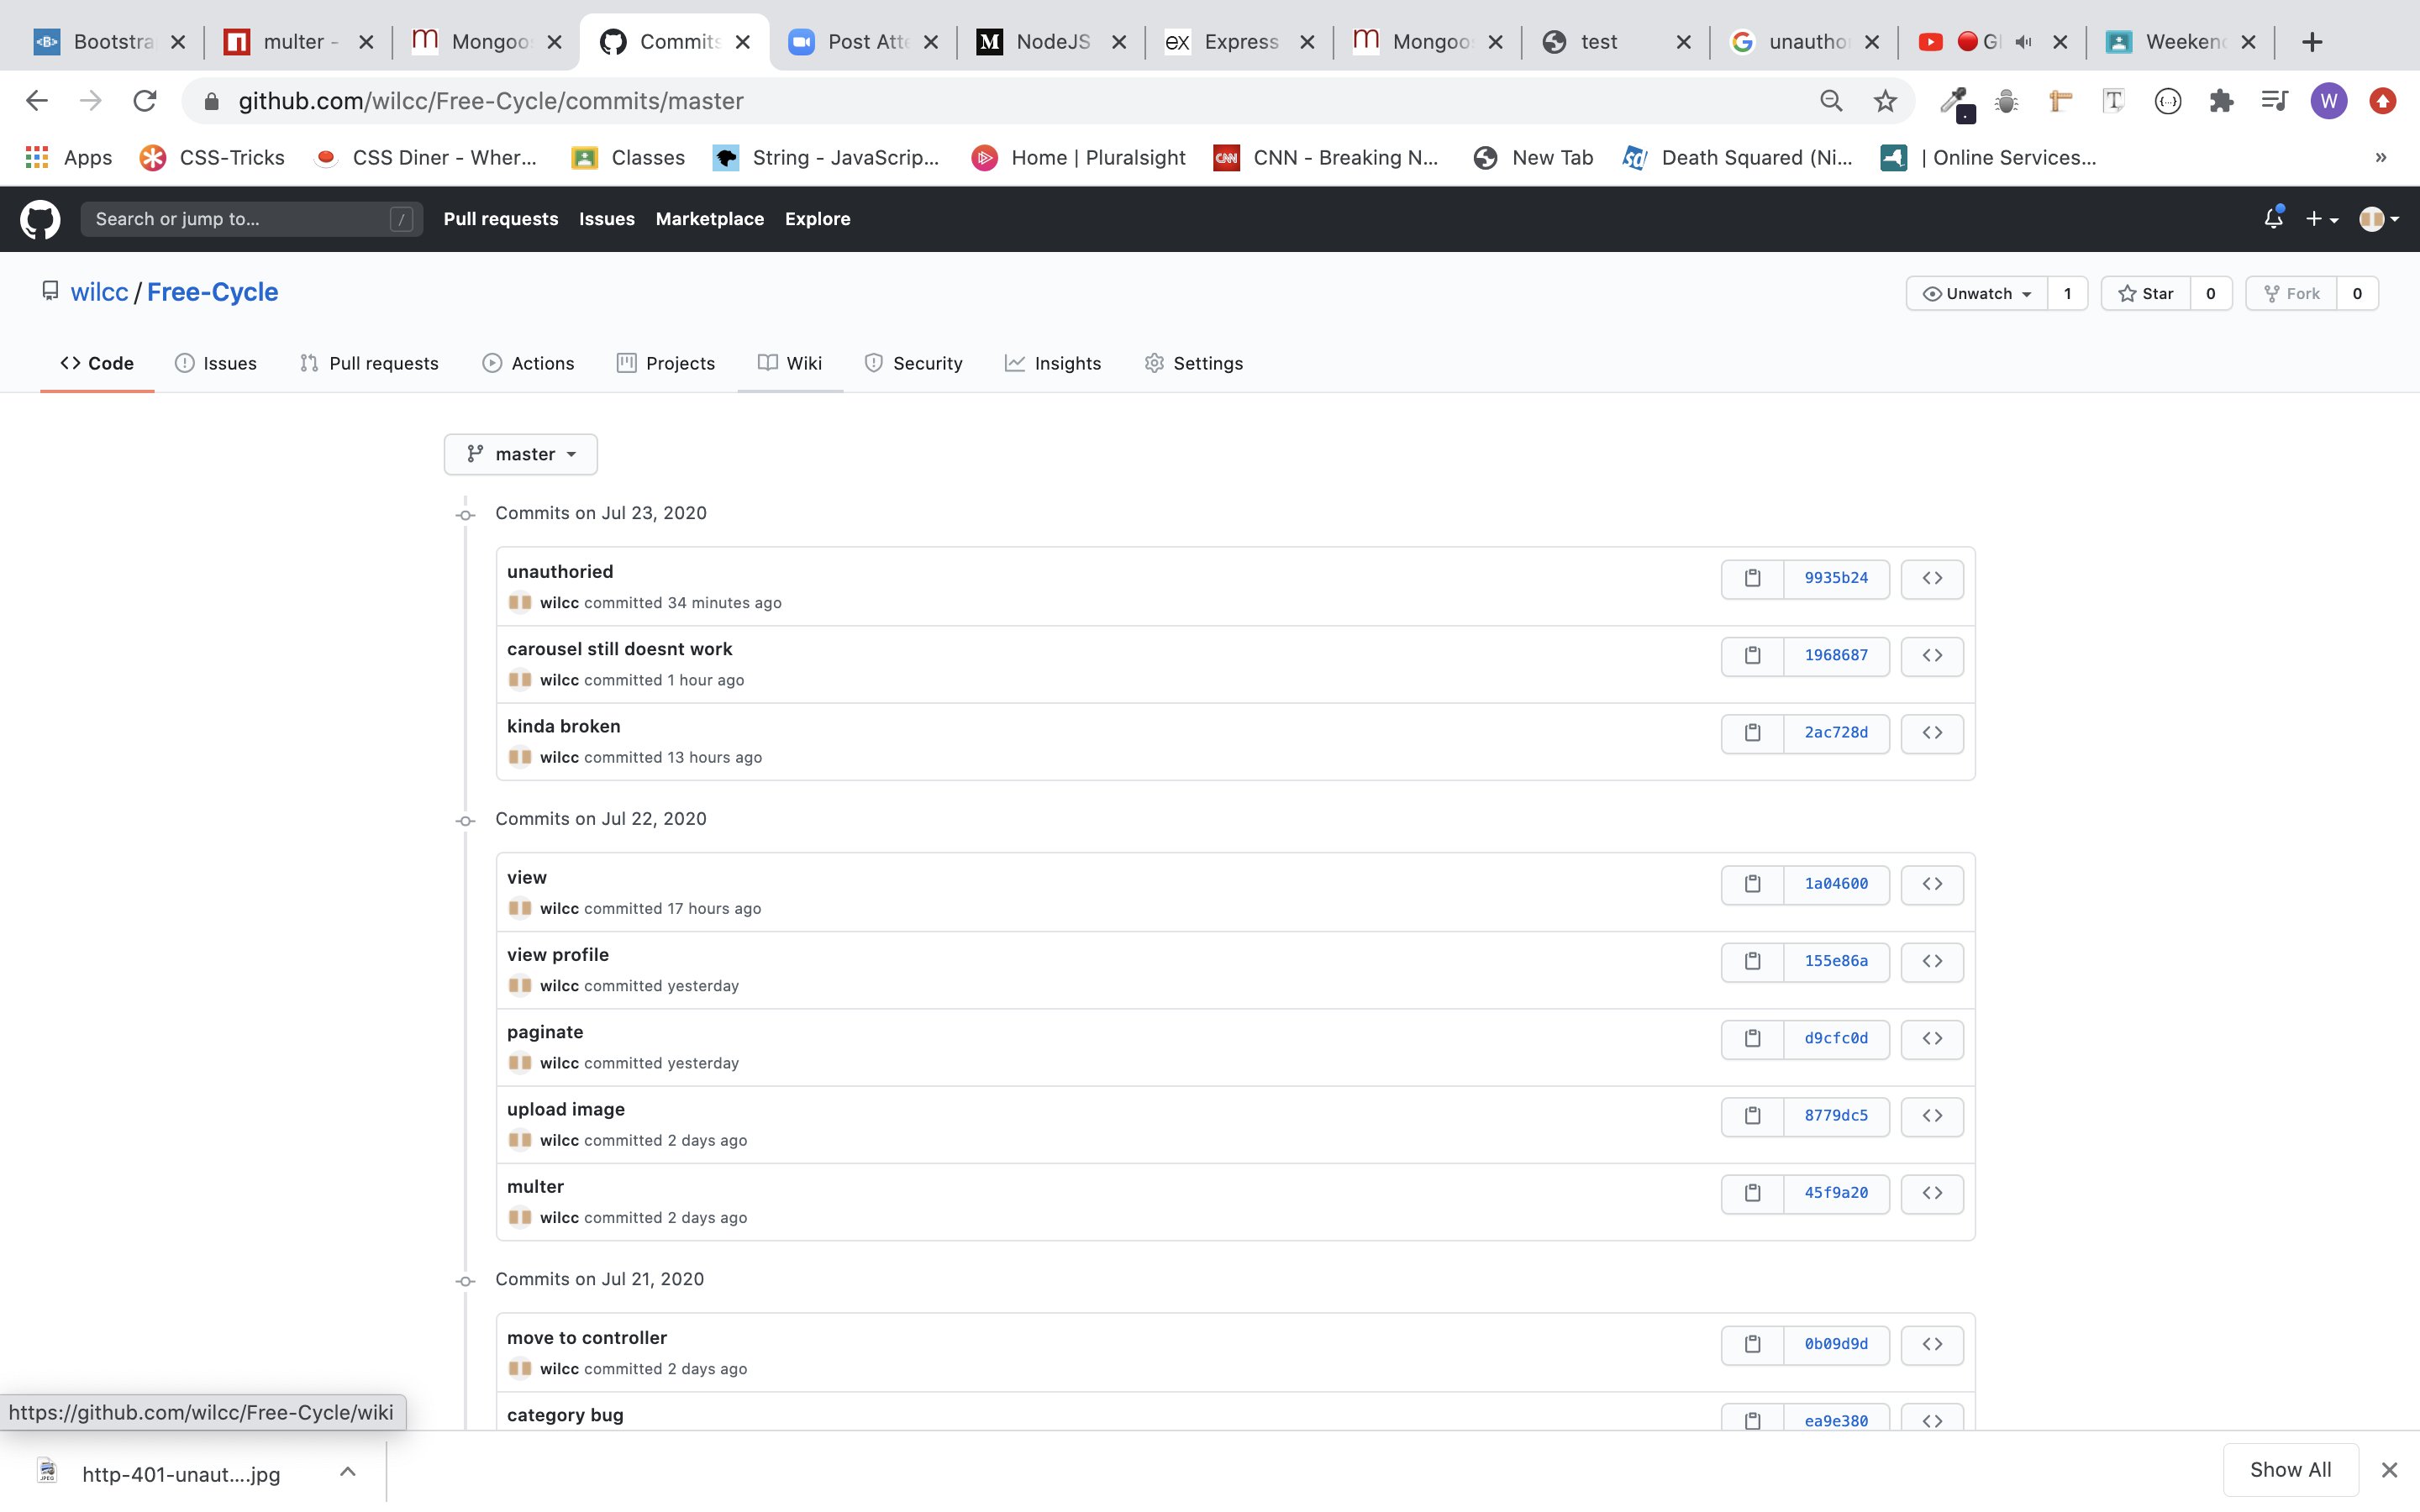 Bootstra multer - Mongoo Commits Post Atte NodeJS Express Mongoo test unautho G Weeken
github.com/wilcc/Free-Cycle/commits/master W
Apps CSS-Tricks CSS Diner - Wher... Classes String - JavaScrip... Home | Pluralsight CNN - Breaking N... New Tab Death Squared (Ni... | Online Services... »
Search or jump to... / Pull requests Issues Marketplace Explore
wilcc / Free-Cycle Unwatch 1 Star 0 Fork 0
Code Issues Pull requests Actions Projects Wiki Security Insights Settings
master
Commits on Jul 23, 2020
unauthoried 9935b24
wilcc committed 34 minutes ago
carousel still doesnt work 1968687
wilcc committed 1 hour ago
kinda broken 2ac728d
wilcc committed 13 hours ago
Commits on Jul 22, 2020
view 1a04600
wilcc committed 17 hours ago
view profile 155e86a
wilcc committed yesterday
paginate d9cfc0d
wilcc committed yesterday
upload image 8779dc5
wilcc committed 2 days ago
multer 45f9a20
wilcc committed 2 days ago
Commits on Jul 21, 2020
move to controller 0b09d9d
wilcc committed 2 days ago
category bug ea9e380
https://github.com/wilcc/Free-Cycle/wiki
http-401-unaut....jpg Show All